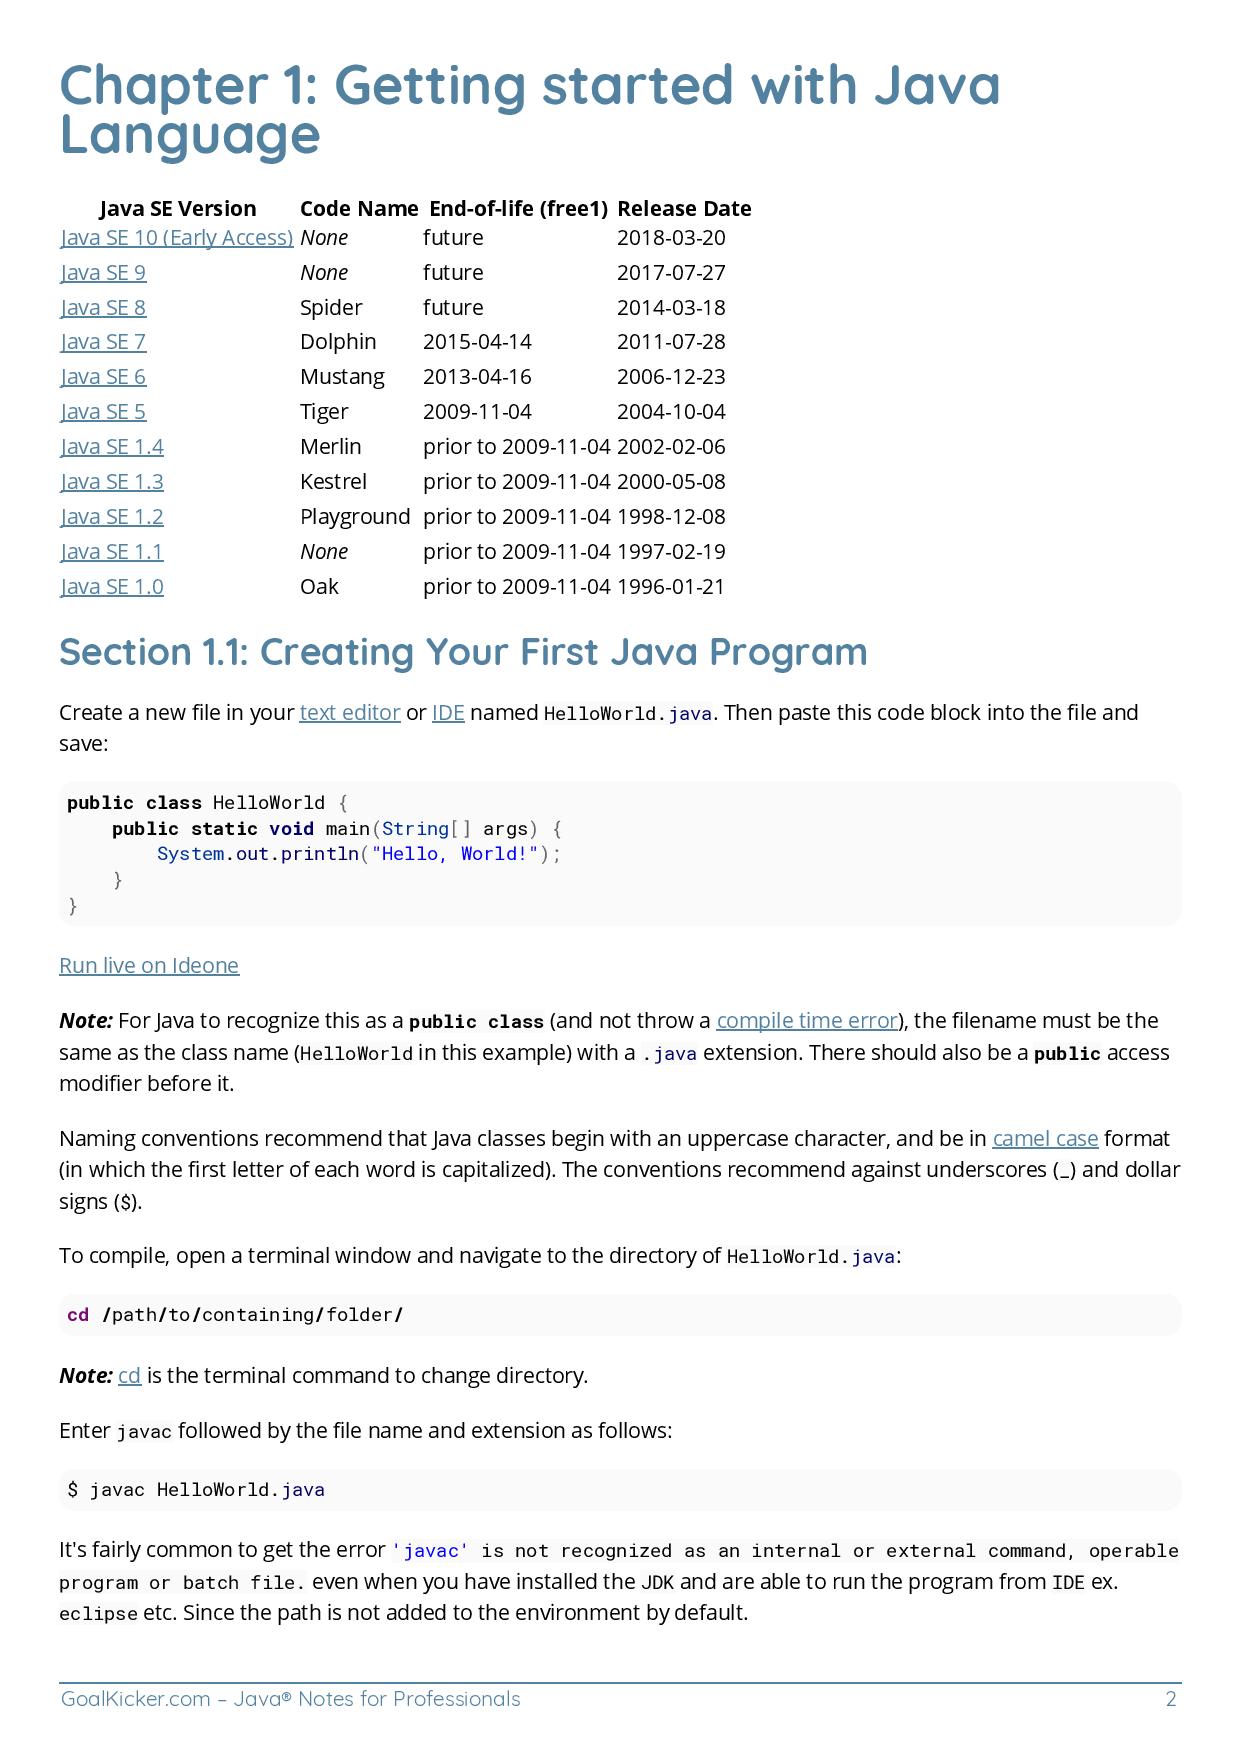 Chapter 1: Getting started with Java
Language
Java SE Version Code Name End-of-life (free1) Release Date
Java SE 10 (Early Access) None future 2018-03-20
Java SE 9 None future 2017-07-27
Java SE 8 Spider future 2014-03-18
Java SE 7 Dolphin 2015-04-14 2011-07-28
Java SE 6 Mustang 2013-04-16 2006-12-23
Java SE 5 Tiger 2009-11-04 2004-10-04
Java SE 1.4 Merlin prior to 2009-11-04 2002-02-06
Java SE 1.3 Kestrel prior to 2009-11-04 2000-05-08
Java SE 1.2 Playground prior to 2009-11-04 1998-12-08
Java SE 1.1 None prior to 2009-11-04 1997-02-19
Java SE 1.0 Oak prior to 2009-11-04 1996-01-21
Section 1.1: Creating Your First Java Program
Create a new file in your text editor or IDE named HelloWorld.java. Then paste this code block into the file and
save:
public class HelloWorld {
    public static void main(String[] args) {
        System.out.println("Hello, World!");
    }
}
Run live on Ideone
Note: For Java to recognize this as a public class (and not throw a compile time error), the filename must be the
same as the class name (HelloWorld in this example) with a .java extension. There should also be a public access
modifier before it.
Naming conventions recommend that Java classes begin with an uppercase character, and be in camel case format
(in which the first letter of each word is capitalized). The conventions recommend against underscores (_) and dollar
signs ($).
To compile, open a terminal window and navigate to the directory of HelloWorld.java:
cd /path/to/containing/folder/
Note: cd is the terminal command to change directory.
Enter javac followed by the file name and extension as follows:
$ javac HelloWorld.java
It's fairly common to get the error 'javac' is not recognized as an internal or external command, operable
program or batch file. even when you have installed the JDK and are able to run the program from IDE ex.
eclipse etc. Since the path is not added to the environment by default.
GoalKicker.com – Java® Notes for Professionals 2